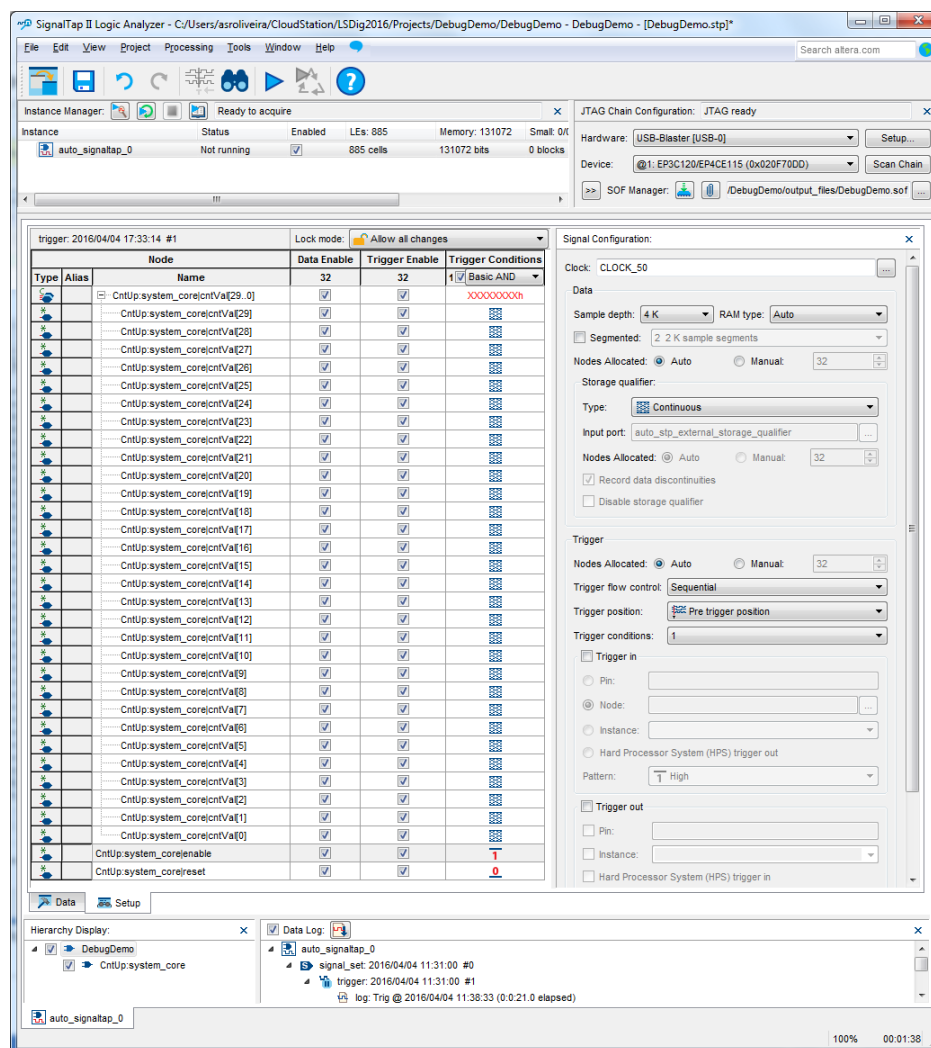 SignalTap II Logic Analyzer - C:/Users/asroliveira/CloudStation/LSDig2016/Projects/DebugDemo/DebugDemo - DebugDemo - [DebugDemo.stp]*
File Edit View Project Processing Tools Window Help
Search altera.com
Instance Manager: Ready to acquire
Instance Status Enabled LEs: 885 Memory: 131072 Small: 0/
auto_signaltap_0 Not running 885 cells 131072 bits 0 blocks
JTAG Chain Configuration: JTAG ready
Hardware: USB-Blaster [USB-0] Setup...
Device: @1: EP3C120/EP4CE115 (0x020F70DD) Scan Chain
>> SOF Manager: /DebugDemo/output_files/DebugDemo.sof ...
trigger: 2016/04/04 17:33:14 #1 Lock mode: Allow all changes
Node Data Enable Trigger Enable Trigger Conditions
Type Alias Name 32 32 1 Basic AND
CntUp:system_core|cntVal[29..0] XXXXXXXXh
CntUp:system_core|cntVal[29]
CntUp:system_core|cntVal[28]
CntUp:system_core|cntVal[27]
CntUp:system_core|cntVal[26]
CntUp:system_core|cntVal[25]
CntUp:system_core|cntVal[24]
CntUp:system_core|cntVal[23]
CntUp:system_core|cntVal[22]
CntUp:system_core|cntVal[21]
CntUp:system_core|cntVal[20]
CntUp:system_core|cntVal[19]
CntUp:system_core|cntVal[18]
CntUp:system_core|cntVal[17]
CntUp:system_core|cntVal[16]
CntUp:system_core|cntVal[15]
CntUp:system_core|cntVal[14]
CntUp:system_core|cntVal[13]
CntUp:system_core|cntVal[12]
CntUp:system_core|cntVal[11]
CntUp:system_core|cntVal[10]
CntUp:system_core|cntVal[9]
CntUp:system_core|cntVal[8]
CntUp:system_core|cntVal[7]
CntUp:system_core|cntVal[6]
CntUp:system_core|cntVal[5]
CntUp:system_core|cntVal[4]
CntUp:system_core|cntVal[3]
CntUp:system_core|cntVal[2]
CntUp:system_core|cntVal[1]
CntUp:system_core|cntVal[0]
CntUp:system_core|enable 1
CntUp:system_core|reset 0
Data Setup
Signal Configuration:
Clock: CLOCK_50 ...
Data
Sample depth: 4 K RAM type: Auto
Segmented: 2 2 K sample segments
Nodes Allocated: Auto Manual: 32
Storage qualifier:
Type: Continuous
Input port: auto_stp_external_storage_qualifier ...
Nodes Allocated: Auto Manual: 32
Record data discontinuities
Disable storage qualifier
Trigger
Nodes Allocated: Auto Manual: 32
Trigger flow control: Sequential
Trigger position: Pre trigger position
Trigger conditions: 1
Trigger in
Pin:
Node: ...
Instance:
Hard Processor System (HPS) trigger out
Pattern: 1 High
Trigger out
Pin:
Instance:
Hard Processor System (HPS) trigger in
Hierarchy Display:
DebugDemo
CntUp:system_core
Data Log:
auto_signaltap_0
signal_set: 2016/04/04 11:31:00 #0
trigger: 2016/04/04 11:31:00 #1
log: Trig @ 2016/04/04 11:38:33 (0:0:21.0 elapsed)
auto_signaltap_0
100% 00:01:38